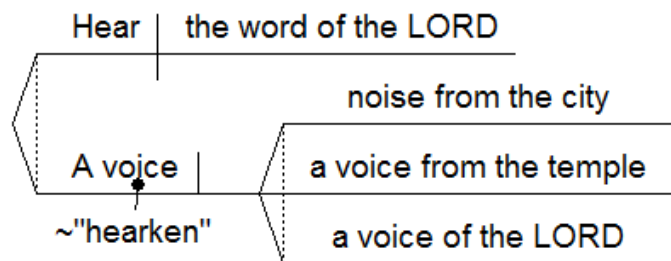 Hear the word of the LORD
noise from the city
A voice a voice from the temple
~"hearken" a voice of the LORD